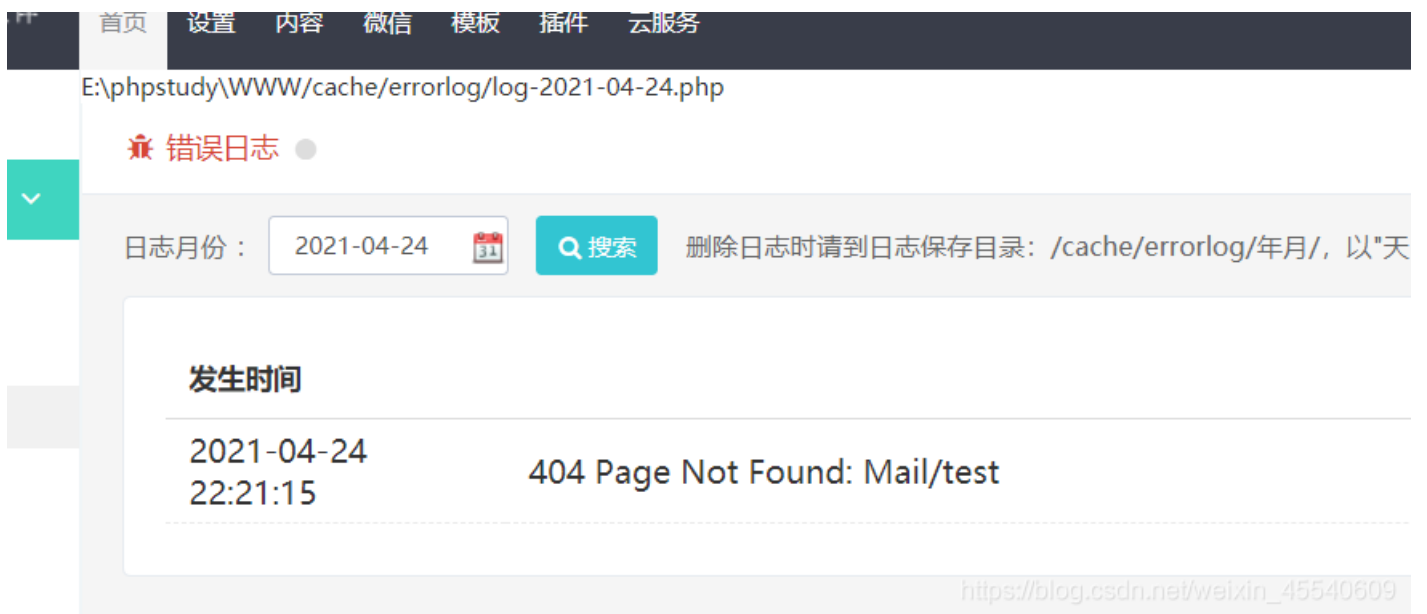 首页 设置 内容 微信 模板 插件 云服务
E:\phpstudy\WWW/cache/errorlog/log-2021-04-24.php
错误日志
日志月份： 2021-04-24 31 搜索 删除日志时请到日志保存目录：/cache/errorlog/年月/，以"天
发生时间
2021-04-24
22:21:15
404 Page Not Found: Mail/test
https://blog.csdn.net/weixin_45540609